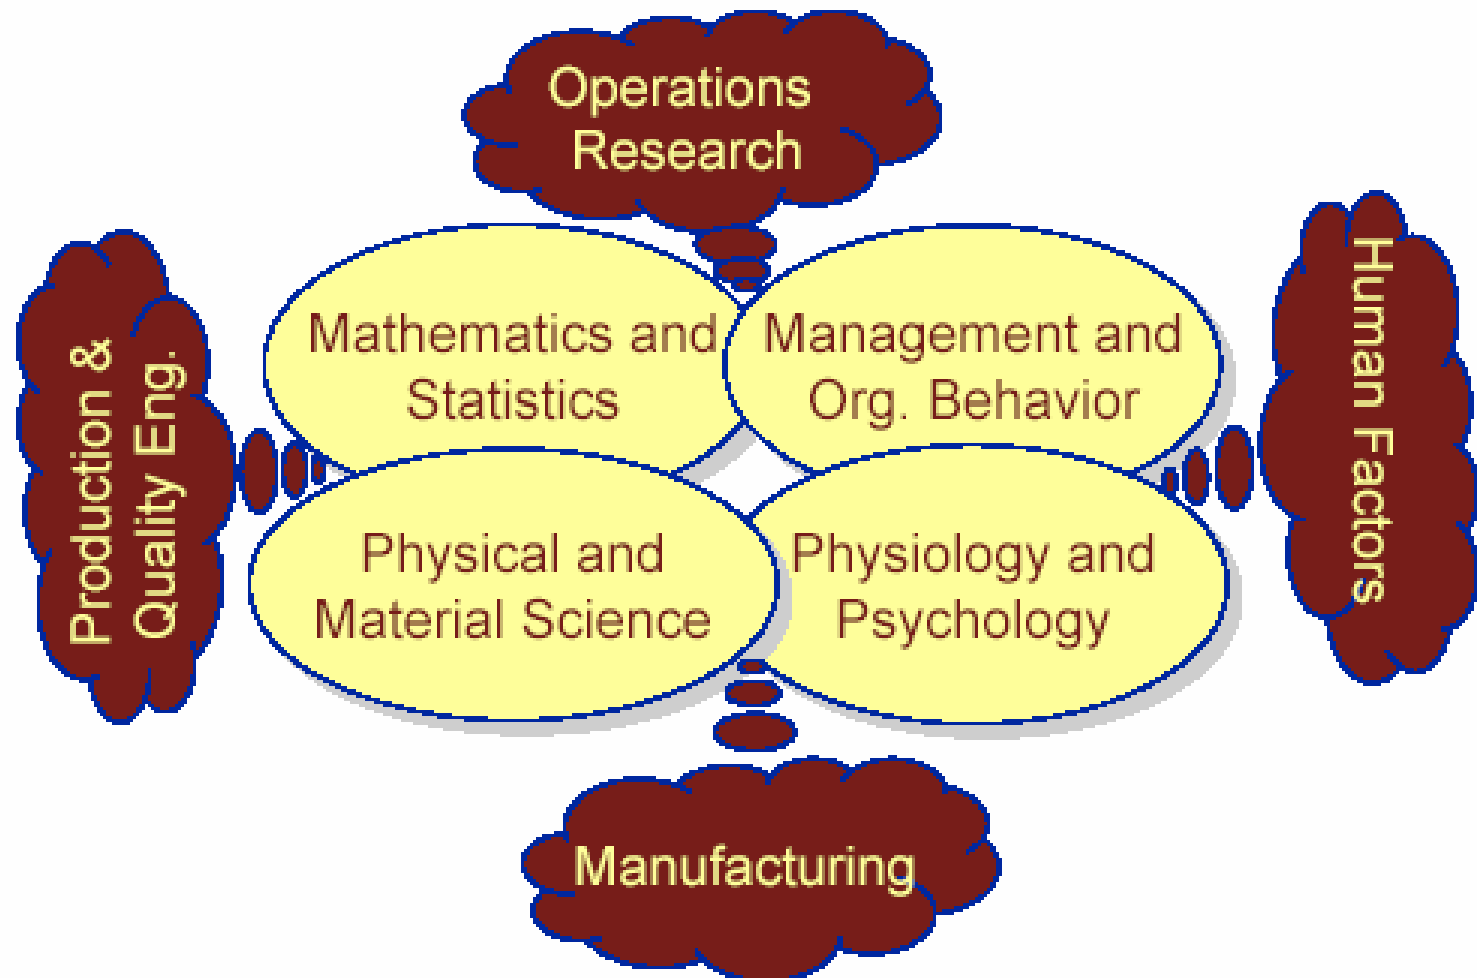 Operations
Research
Production &
Quality Eng.
Mathematics and
Statistics
Management and
Org. Behavior
Human Factors
Physical and
Material Science
Physiology and
Psychology
Manufacturing